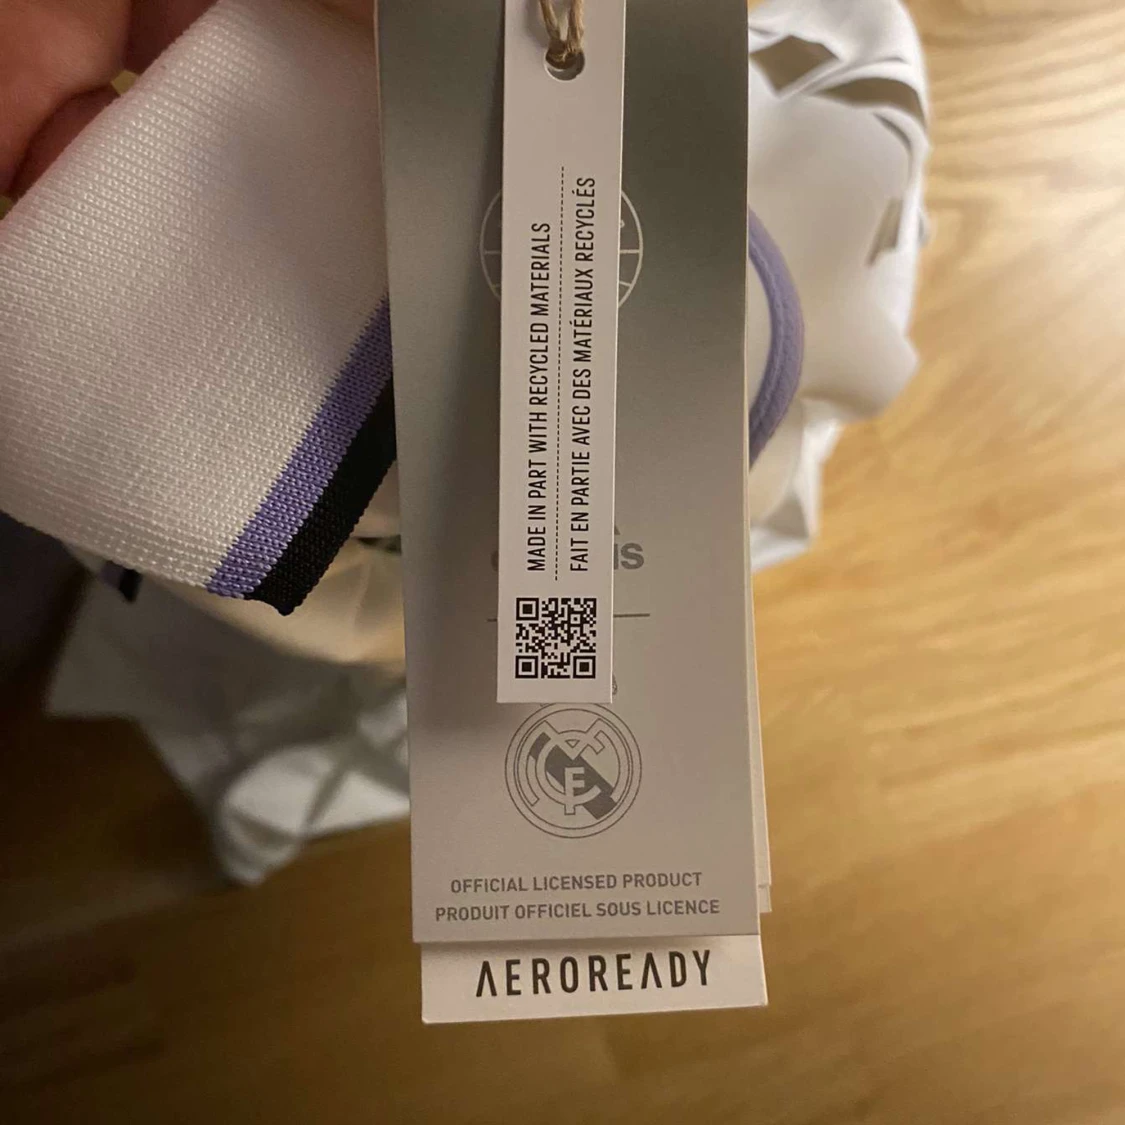 MADE IN PART WITH RECYCLED MATERIALS
FAIT EN PARTIE AVEC DES MATÉRIAUX RECYCLÉS
OFFICIAL LICENSED PRODUCT
PRODUIT OFFICIEL SOUS LICENCE
AEROREADY